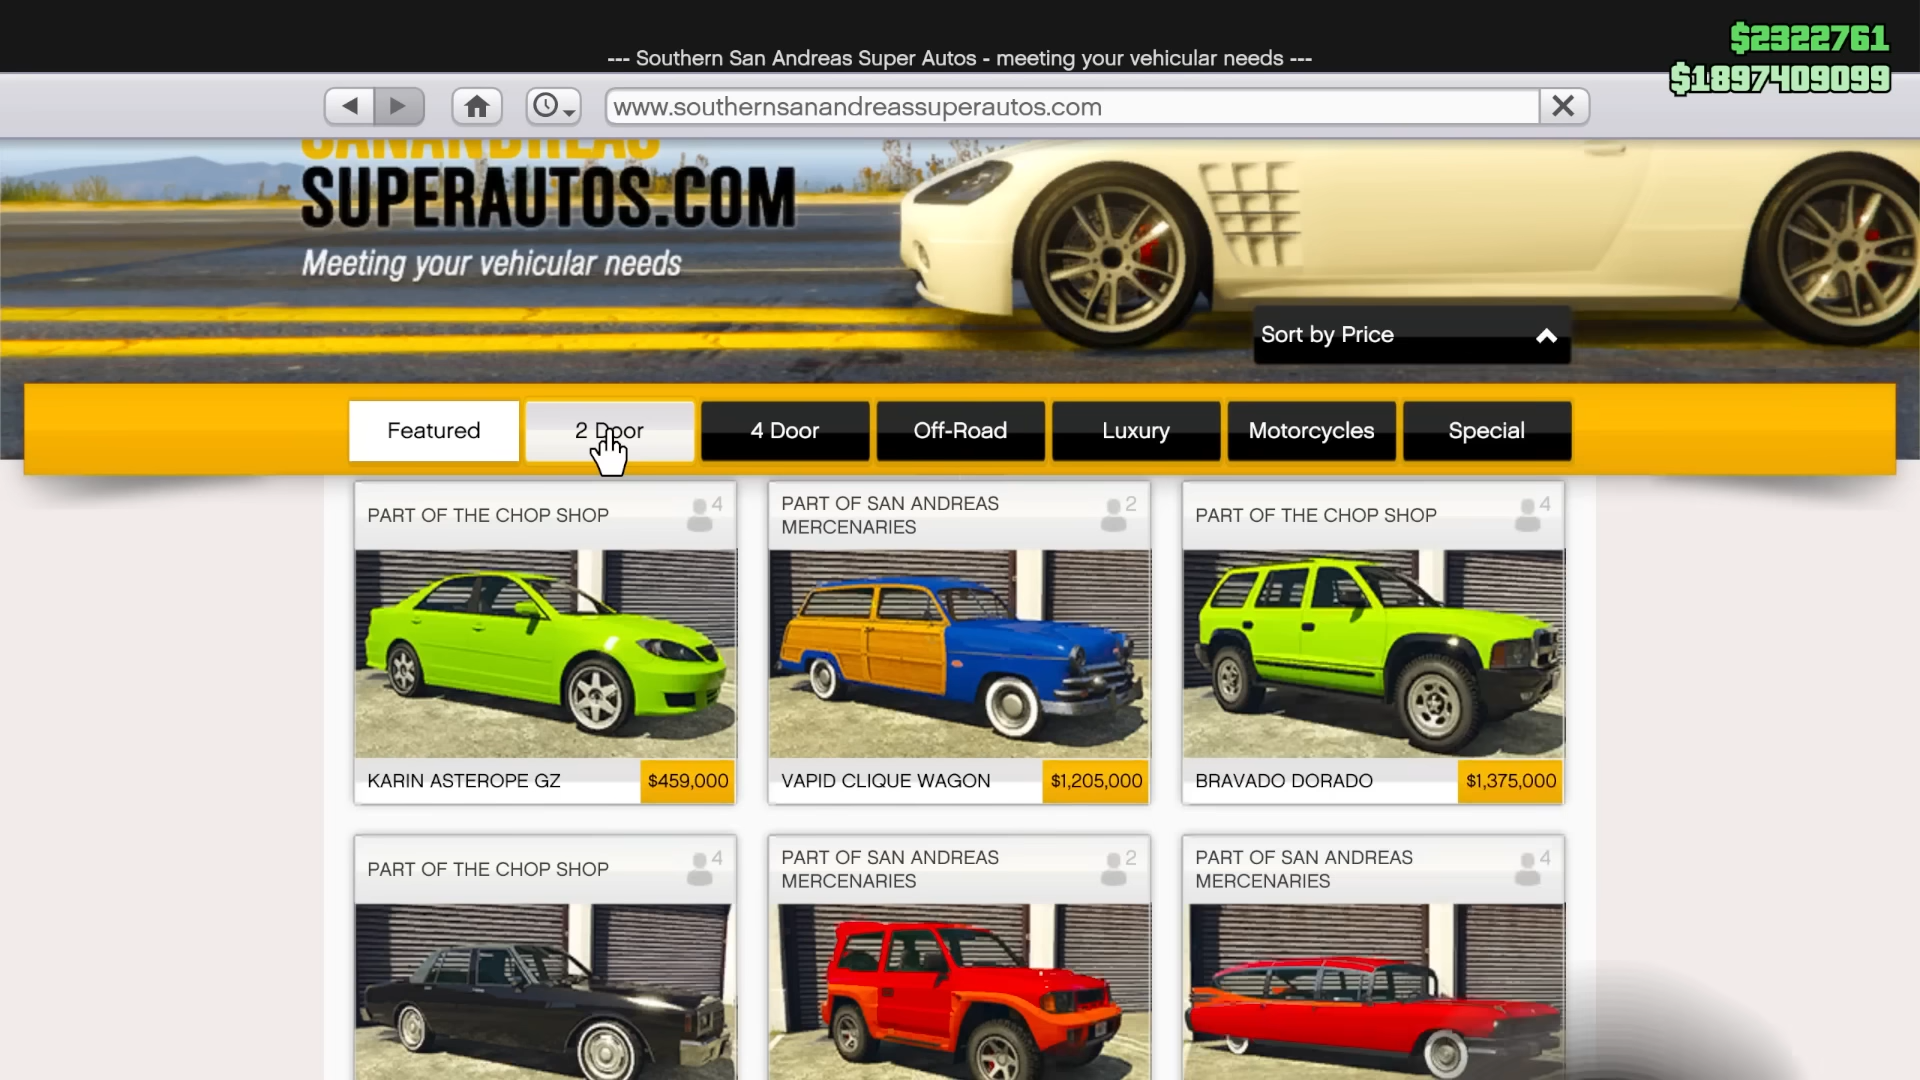 --- Southern San Andreas Super Autos - meeting your vehicular needs ---
$2322761
$1897409099
www.southernsanandreassuperautos.com
SANANDREAS
SUPERAUTOS.COM
Meeting your vehicular needs
Sort by Price
Featured
2 Door
4 Door
Off-Road
Luxury
Motorcycles
Special
PART OF THE CHOP SHOP
4
PART OF SAN ANDREAS
MERCENARIES
2
PART OF THE CHOP SHOP
4
KARIN ASTEROPE GZ
$459,000
VAPID CLIQUE WAGON
$1,205,000
BRAVADO DORADO
$1,375,000
PART OF THE CHOP SHOP
4
PART OF SAN ANDREAS
MERCENARIES
2
PART OF SAN ANDREAS
MERCENARIES
4